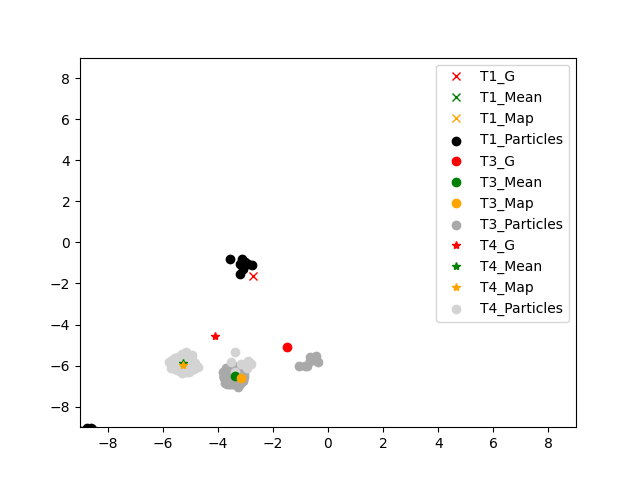 8
6
4
2
0
−2
−4
−6
−8
−8 −6 −4 −2 0 2 4 6 8
T1_G
T1_Mean
T1_Map
T1_Particles
T3_G
T3_Mean
T3_Map
T3_Particles
T4_G
T4_Mean
T4_Map
T4_Particles